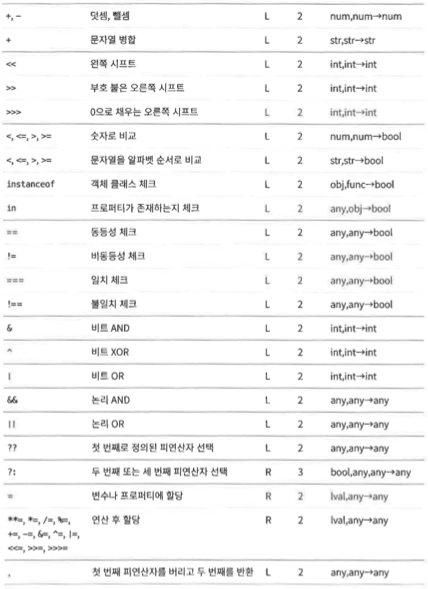 +, - 덧셈, 뺄셈 L 2 num,num→num
+ 문자열 병합 L 2 str,str→str
<< 왼쪽 시프트 L 2 int,int→int
>> 부호 붙은 오른쪽 시프트 L 2 int,int→int
>>> 0으로 채우는 오른쪽 시프트 L 2 int,int→int
<, <=, >, >= 숫자로 비교 L 2 num,num→bool
<, <=, >, >= 문자열을 알파벳 순서로 비교 L 2 str,str→bool
instanceof 객체 클래스 체크 L 2 obj,func→bool
in 프로퍼티가 존재하는지 체크 L 2 any,obj→bool
== 동등성 체크 L 2 any,any→bool
!= 비동등성 체크 L 2 any,any→bool
=== 일치 체크 L 2 any,any→bool
!== 불일치 체크 L 2 any,any→bool
& 비트 AND L 2 int,int→int
^ 비트 XOR L 2 int,int→int
| 비트 OR L 2 int,int→int
&& 논리 AND L 2 any,any→any
|| 논리 OR L 2 any,any→any
?? 첫 번째로 정의된 피연산자 선택 L 2 any,any→any
?: 두 번째 또는 세 번째 피연산자 선택 R 3 bool,any,any→any
= 변수나 프로퍼티에 할당 R 2 lval,any→any
**=, *=, /=, %=, 연산 후 할당 R 2 lval,any→any
+=, -=, &=, ^=, |=,
<<=, >>=, >>>=
, 첫 번째 피연산자를 버리고 두 번째를 반환 L 2 any,any→any